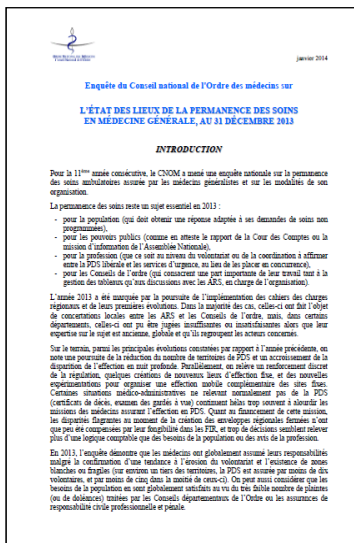 janvier 2014
Enquête du Conseil national de l'Ordre des médecins sur
L'ÉTAT DES LIEUX DE LA PERMANENCE DES SOINS
EN MÉDECINE GÉNÉRALE, AU 31 DÉCEMBRE 2013
INTRODUCTION
Pour la 11ème année consécutive, le CNOM a mené une enquête nationale sur la permanence
des soins ambulatoires assurée par les médecins généralistes et sur les modalités de son
organisation.
La permanence des soins reste un sujet essentiel en 2013 :
- pour la population (qui doit obtenir une réponse adaptée à ses demandes de soins non
programmées),
- pour les pouvoirs publics (comme en atteste le rapport de la Cour des Comptes ou la
mission d'information de l'Assemblée Nationale),
- pour la profession (que ce soit au niveau du volontariat ou de la coordination à affirmer
entre la PDS libérale et les services d'urgence, au lieu de les placer en concurrence),
- pour les Conseils de l'ordre (qui consacrent une part importante de leur travail tant à la
gestion des tableaux qu'aux discussions avec les ARS, en charge de l'organisation).
L'année 2013 a été marquée par la poursuite de l'implémentation des cahiers des charges
régionaux et de leurs premières évolutions. Dans la majorité des cas, celles-ci ont fait l'objet
de concertations locales entre les ARS et les Conseils de l'ordre, mais, dans certains
départements, celles-ci ont pu être jugées insuffisantes ou insatisfaisantes alors que leur
expertise sur le sujet est ancienne, globale et qu'ils regroupent les acteurs concernés.
Sur le terrain, parmi les principales évolutions constatées par rapport à l'année précédente, on
note une poursuite de la réduction du nombre de territoires de PDS et un accroissement de la
disparition de l'effection en nuit profonde. Parallèlement, on relève un renforcement discret
de la régulation, quelques créations de nouveaux lieux d'effection fixe, et des nouvelles
expérimentations pour organiser une effection mobile complémentaire des sites fixes.
Certaines situations médico-administratives ne relevant normalement pas de la PDS
(certificats de décès, examen des gardés à vue) continuent hélas trop souvent à alourdir les
missions des médecins assurant l'effection en PDS. Quant au financement de cette mission,
les disparités flagrantes au moment de la création des enveloppes régionales fermées n'ont
que peu été compensées par leur fongibilité dans les FIR, et trop de décisions semblent relever
plus d'une logique comptable que des besoins de la population ou des avis de la profession.
En 2013, l'enquête démontre que les médecins ont globalement assumé leurs responsabilités
malgré la confirmation d'une tendance à l'érosion du volontariat et l'existence de zones
blanches ou fragiles (sur environ un tiers des territoires, la PDS est assurée par moins de dix
volontaires, et par moins de cinq dans la moitié de ceux-ci). On peut aussi considérer que les
besoins de la population en sont globalement satisfaits au vu du très faible nombre de plaintes
(ou de doléances) traitées par les Conseils départementaux de l'Ordre ou les assurances de
responsabilité civile professionnelle et pénale.